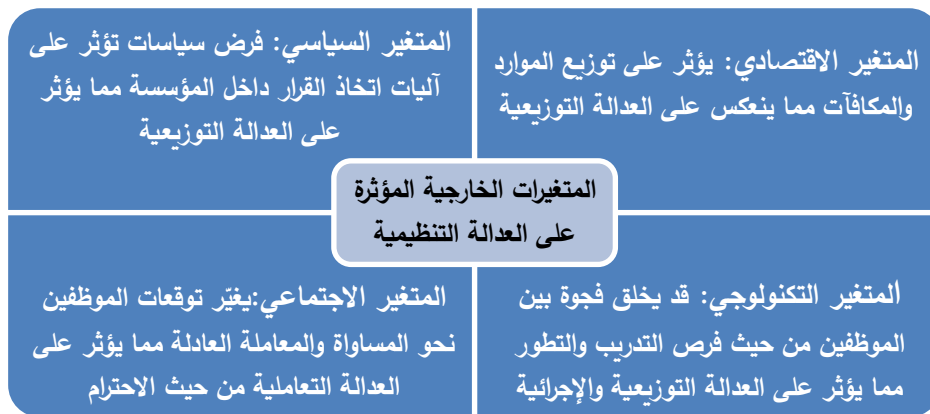 المتغير الاقتصادي: يؤثر على توزيع الموارد
والمكافآت مما ينعكس على العدالة التوزيعية
المتغير السياسي: فرض سياسات تؤثر على
آليات اتخاذ القرار داخل المؤسسة مما يؤثر
على العدالة التوزيعية
المتغيرات الخارجية المؤثرة
على العدالة التنظيمية
المتغير التكنولوجي: قد يخلق فجوة بين
الموظفين من حيث فرص التدريب والتطور
مما يؤثر على العدالة التوزيعية والإجرائية
المتغير الاجتماعي:يغيّر توقعات الموظفين
نحو المساواة والمعاملة العادلة مما يؤثر على
العدالة التعاملية من حيث الاحترام